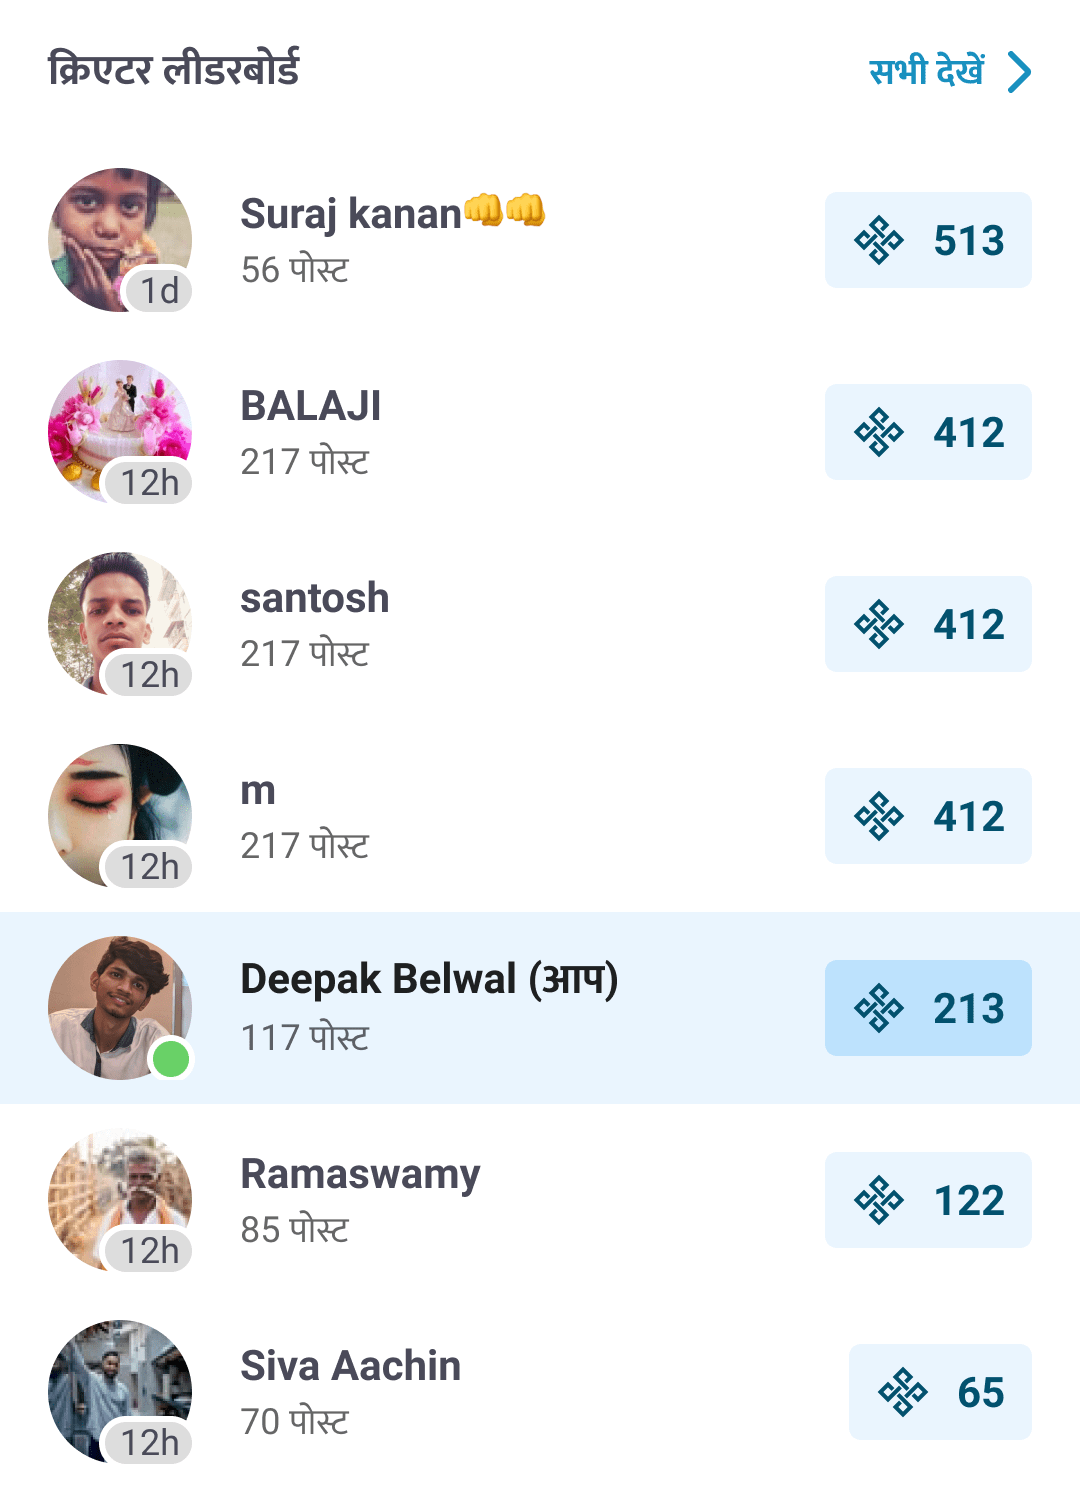 क्रिएटर लीडरबोर्ड
सभी देखें
Suraj kanan👊👊
56 पोस्ट
1d
513
BALAJI
217 पोस्ट
12h
412
santosh
217 पोस्ट
12h
412
m
217 पोस्ट
12h
412
Deepak Belwal (आप)
117 पोस्ट
213
Ramaswamy
85 पोस्ट
12h
122
Siva Aachin
70 पोस्ट
12h
65